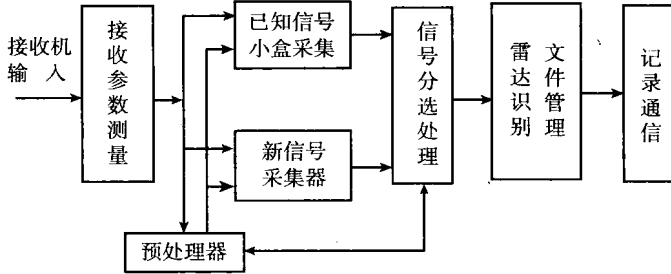 接收机
输入
接收参数测量
已知信号
小盒采集
新信号
采集器
预处理器
信号分选处理
雷达识别
文件管理
记录通信